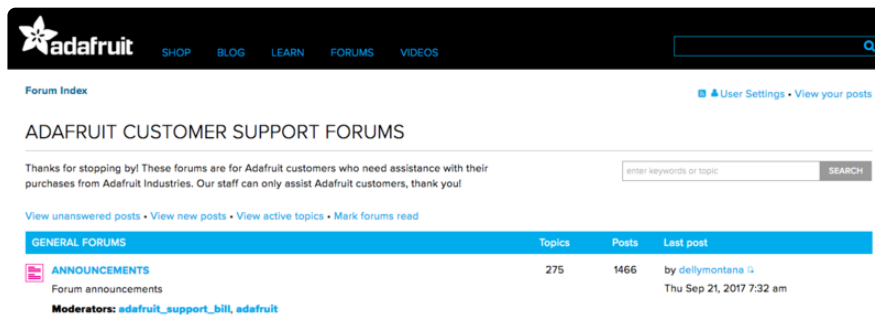 adafruit SHOP BLOG LEARN FORUMS VIDEOS
Forum Index
User Settings • View your posts
ADAFRUIT CUSTOMER SUPPORT FORUMS
Thanks for stopping by! These forums are for Adafruit customers who need assistance with their
purchases from Adafruit Industries. Our staff can only assist Adafruit customers, thank you!
enter keywords or topic SEARCH
View unanswered posts • View new posts • View active topics • Mark forums read
GENERAL FORUMS Topics Posts Last post
ANNOUNCEMENTS 275 1466 by dellymontana
Forum announcements Thu Sep 21, 2017 7:32 am
Moderators: adafruit_support_bill, adafruit